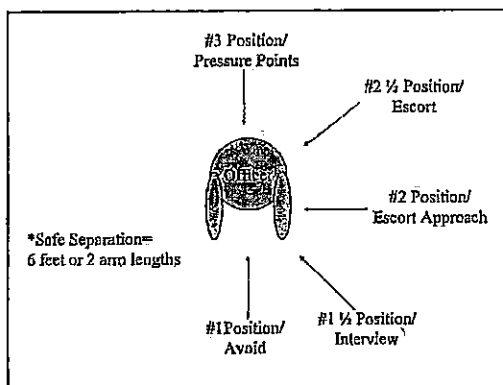 #3 Position/
Pressure Points
#2 ½ Position/
Escort
Officer
#2 Position/
Escort Approach
*Safe Separation=
6 feet or 2 arm lengths
#1Position/
Avoid
#1 ½ Position/
Interview